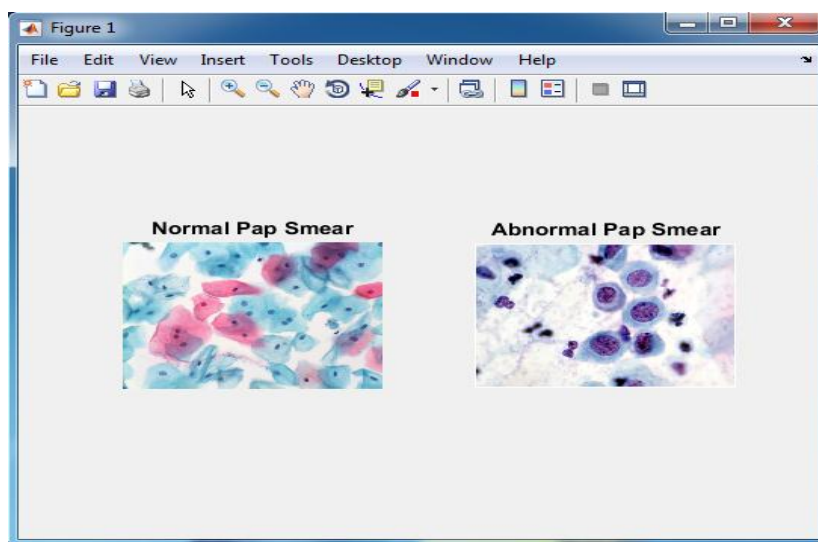 Figure 1
File Edit View Insert Tools Desktop Window Help
Normal Pap Smear
Abnormal Pap Smear